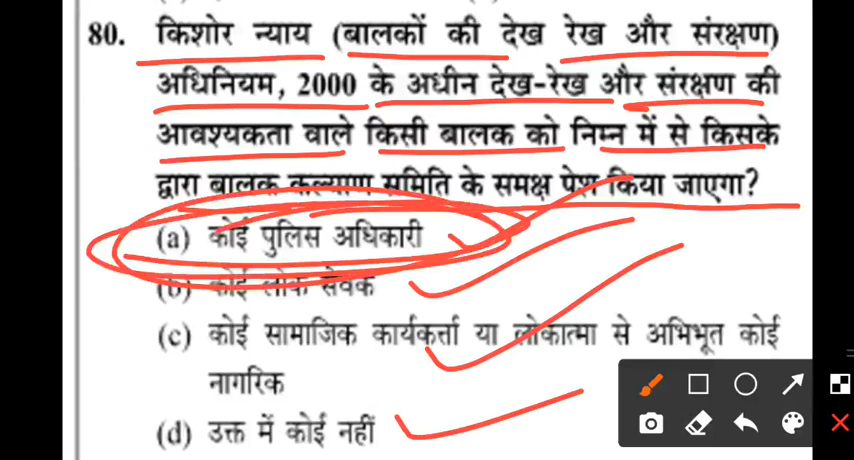 80. किशोर न्याय (बालकों की देख रेख और संरक्षण)
अधिनियम, 2000 के अधीन देख-रेख और संरक्षण की
आवश्यकता वाले किसी बालक को निम्न में से किसके
द्वारा बालक कल्याण समिति के समक्ष पेश किया जाएगा?
(a) कोई पुलिस अधिकारी
(b) कोई लोक सेवक
(c) कोई सामाजिक कार्यकर्त्ता या लोकात्मा से अभिभूत कोई
नागरिक
(d) उक्त में कोई नहीं